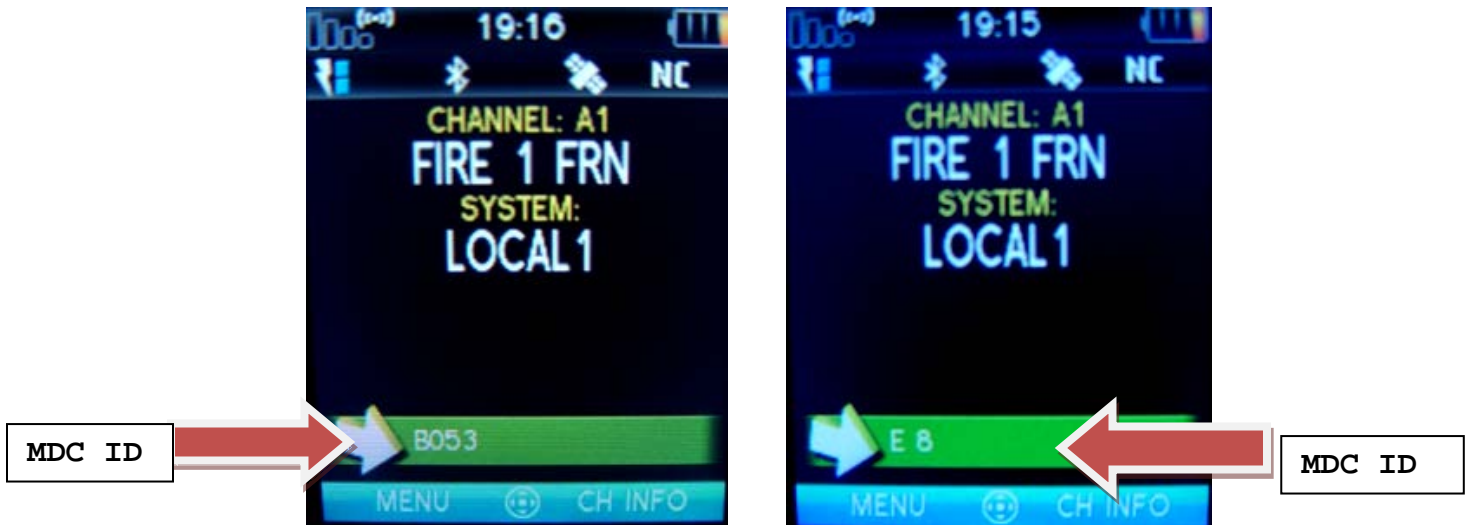 19:16
NC
CHANNEL: A1
FIRE 1 FRN
SYSTEM:
LOCAL1
B053
MENU CH INFO
MDC ID
19:15
NC
CHANNEL: A1
FIRE 1 FRN
SYSTEM:
LOCAL1
E 8
MENU CH INFO
MDC ID